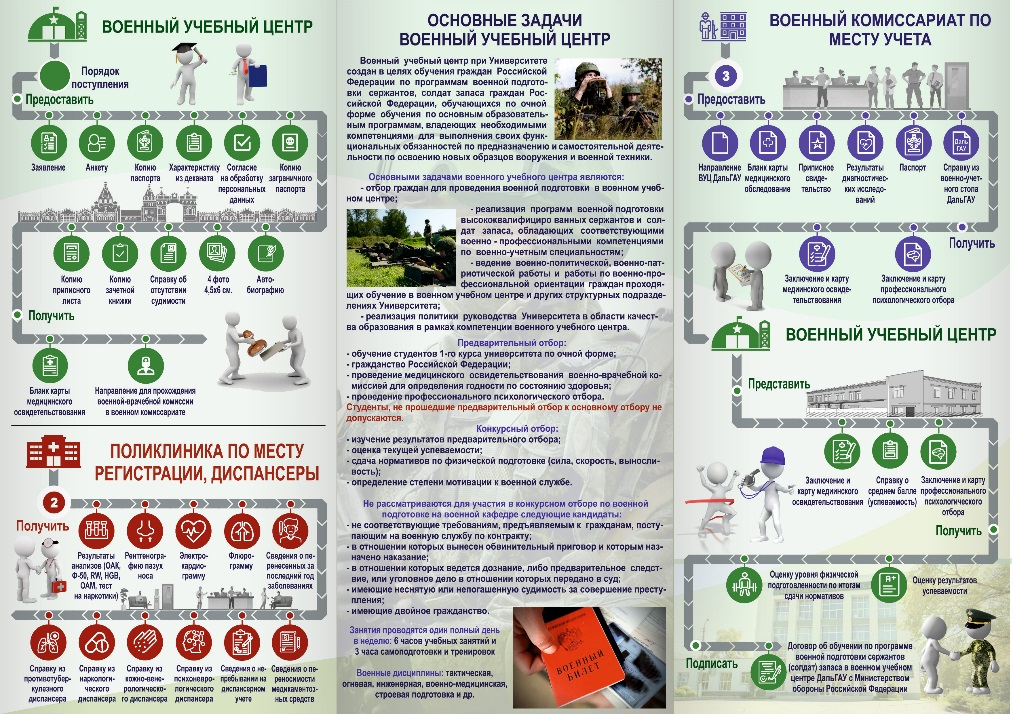 ВОЕННЫЙ УЧЕБНЫЙ ЦЕНТР
Порядок
поступления
Предоставить
Заявление
Анкету
Копию
паспорта
Характеристику
из деканата
Согласие
на обработку
персональных
данных
Копию
заграничного
паспорта
Копию
приписного
листа
Копию
зачетной
книжки
Справку об
отсутствии
судимости
4 фото
4,5х6 см.
Авто-
биографию
Получить
Бланк карты
медицинского
освидетельствования
Направление для прохождения
военной-врачебной комиссии
в военном комиссариате
ПОЛИКЛИНИКА ПО МЕСТУ
РЕГИСТРАЦИИ, ДИСПАНСЕРЫ
2
Получить
Результаты
анализов (ОАК,
Ф-50, RW, HGB,
ОАМ, тест
на наркотики)
Рентгеногра-
фию пазух
носа
Электро-
кардио-
грамму
Флюро-
грамму
Сведения о пе-
ренесенных за
последний год
заболеваниях
Справку из
противотубер-
кулезного
диспансера
Справку из
наркологи-
ческого
диспансера
Справку из
кожно-вене-
рологическо-
го диспансера
Справку из
психоневро-
логического
диспансера
Сведения о не-
пребывании на
диспансерном
учете
Сведения о пе-
реносимости
медикаментоз-
ных средств
ОСНОВНЫЕ ЗАДАЧИ
ВОЕННЫЙ УЧЕБНЫЙ ЦЕНТР
Военный учебный центр при Университете
создан в целях обучения граждан Российской
Федерации по программам военной подгото-
вки сержантов, солдат запаса граждан Рос-
сийской Федерации, обучающихся по очной
форме обучения по основным образователь-
ным программам, владеющих необходимыми
компетенциями для выполнения своих функ-
циональных обязанностей по предназначению и самостоятельной деяте-
льности по освоению новых образцов вооружения и военной техники.
Основными задачами военного учебного центра являются:
- отбор граждан для проведения военной подготовки в военном учеб-
ном центре;
- реализация программ военной подготовки
высококвалифициро ванных сержантов и сол-
дат запаса, обладающих соответствующими
военно - профессиональными компетенциями
по военно-учетным специальностям;
- ведение военно-политической, военно-пат-
риотической работы и работы по военно-про-
фессиональной ориентации граждан проходя-
щих обучение в военном учебном центре и других структурных подразде-
лениях Университета;
- реализация политики руководства Университета в области качест-
ва образования в рамках компетенции военного учебного центра.
Предварительный отбор:
- обучение студентов 1-го курса университета по очной форме;
- гражданство Российской Федерации;
- проведение медицинского освидетельствования военно-врачебной ко-
миссией для определения годности по состоянию здоровья;
- проведение профессионального психологического отбора.
Студенты, не прошедшие предварительный отбор к основному отбору не
допускаются.
Конкурсный отбор:
- изучение результатов предварительного отбора;
- оценка текущей успеваемости;
- сдача нормативов по физической подготовке (сила, скорость, выносли-
вость);
- определение степени мотивации к военной службе.
Не рассматриваются для участия в конкурсном отборе по военной
подготовке на военной кафедре следующие кандидаты:
- не соответствующие требованиям, предъявляемым к гражданам, посту-
пающим на военную службу по контракту;
- в отношении которых вынесен обвинительный приговор и которым наз-
начено наказание;
- в отношении которых ведется дознание, либо предварительное следст-
вие, или уголовное дело в отношении которых передано в суд;
- имеющие неснятую или непогашенную судимость за совершение престу-
пления;
- имеющие двойное гражданство.
Занятия проводятся один полный день
в неделю: 6 часов учебных занятий и
3 часа самоподготовки и тренировок
Военные дисциплины: тактическая,
огневая, инженерная, военно-медицинская,
строевая подготовка и др.
ВОЕННЫЙ
БИЛЕТ
ВОЕННЫЙ КОМИССАРИАТ ПО
МЕСТУ УЧЕТА
3
Предоставить
Направление
ВУЦ ДальГАУ
Бланк карты
медицинского
обследование
Приписное
свиде-
тельство
Результаты
диагностичес-
ких исследо-
ваний
Паспорт
Даль
ГАУ
Справку из
военно-учет-
ного стола
ДальГАУ
Получить
Заключение и карту
медиинского освиде-
тельствования
Заключение и карту
профессионального
психологического отбора
ВОЕННЫЙ УЧЕБНЫЙ ЦЕНТР
Представить
Заключение и
карту медиинского
освидетельствования
Справку о
среднем балле
(успеваемость)
Заключение и карту
профессионального
психологического
отбора
Получить
Оценку уровня физической
подготовленности по итогам
сдачи нормативов
A+
Оценку результатов
успеваемости
Подписать
Договор об обучении по программе
военной подготовки сержантов
(солдат) запаса в военном учебном
центре ДальГАУ с Министерством
обороны Российской Федерации